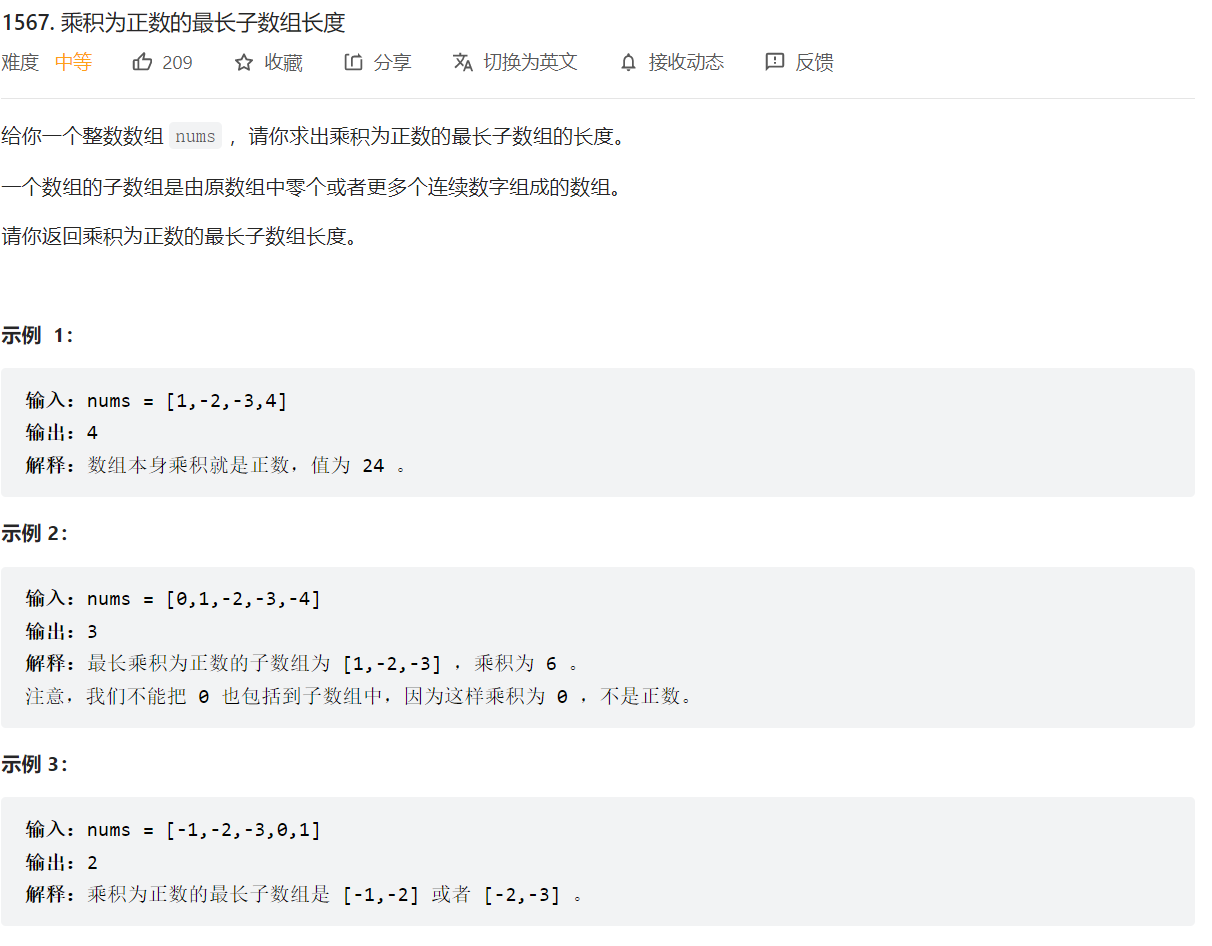 1567. 乘积为正数的最长子数组长度
难度 中等 209 收藏 分享 切换为英文 接收动态 反馈
给你一个整数数组 nums ，请你求出乘积为正数的最长子数组的长度。
一个数组的子数组是由原数组中零个或者更多个连续数字组成的数组。
请你返回乘积为正数的最长子数组长度。
示例 1：
输入：nums = [1,-2,-3,4]
输出：4
解释：数组本身乘积就是正数，值为 24 。
示例 2：
输入：nums = [0,1,-2,-3,-4]
输出：3
解释：最长乘积为正数的子数组为 [1,-2,-3] ，乘积为 6 。
注意，我们不能把 0 也包括到子数组中，因为这样乘积为 0 ，不是正数。
示例 3：
输入：nums = [-1,-2,-3,0,1]
输出：2
解释：乘积为正数的最长子数组是 [-1,-2] 或者 [-2,-3] 。